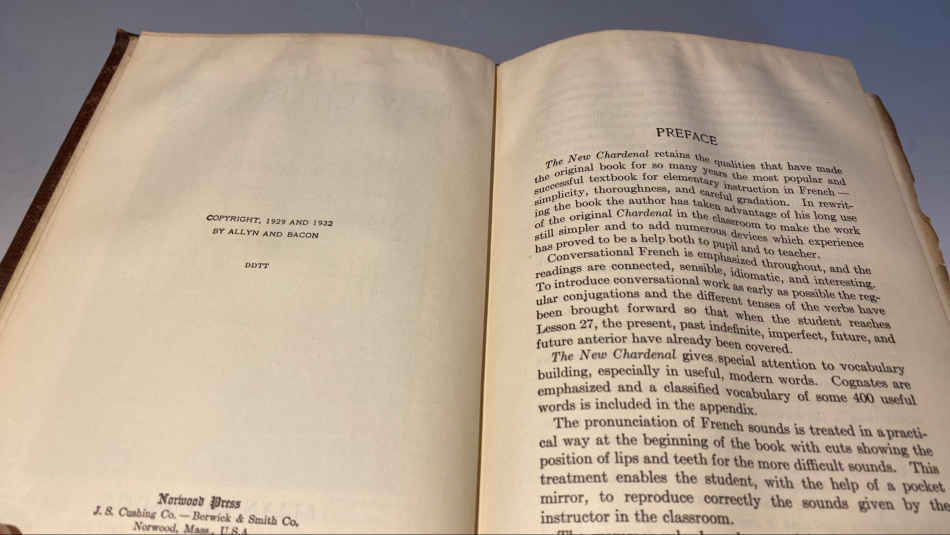 COPYRIGHT, 1929 AND 1932
BY ALLYN AND BACON
DDTT
Norwood Press
J. S. Cushing Co. — Berwick & Smith Co.
Norwood, Mass., U.S.A.
PREFACE
The New Chardenal retains the qualities that have made
the original book for so many years the most popular and
successful textbook for elementary instruction in French —
simplicity, thoroughness, and careful gradation. In rewrit-
ing the book the author has taken advantage of his long use
of the original Chardenal in the classroom to make the work
still simpler and to add numerous devices which experience
has proved to be a help both to pupil and to teacher.
Conversational French is emphasized throughout, and the
readings are connected, sensible, idiomatic, and interesting.
To introduce conversational work as early as possible the reg-
ular conjugations and the different tenses of the verbs have
been brought forward so that when the student reaches
Lesson 27, the present, past indefinite, imperfect, future, and
future anterior have already been covered.
The New Chardenal gives special attention to vocabulary
building, especially in useful, modern words. Cognates are
emphasized and a classified vocabulary of some 400 useful
words is included in the appendix.
The pronunciation of French sounds is treated in a practi-
cal way at the beginning of the book with cuts showing the
position of lips and teeth for the more difficult sounds. This
treatment enables the student, with the help of a pocket
mirror, to reproduce correctly the sounds given by the
instructor in the classroom.